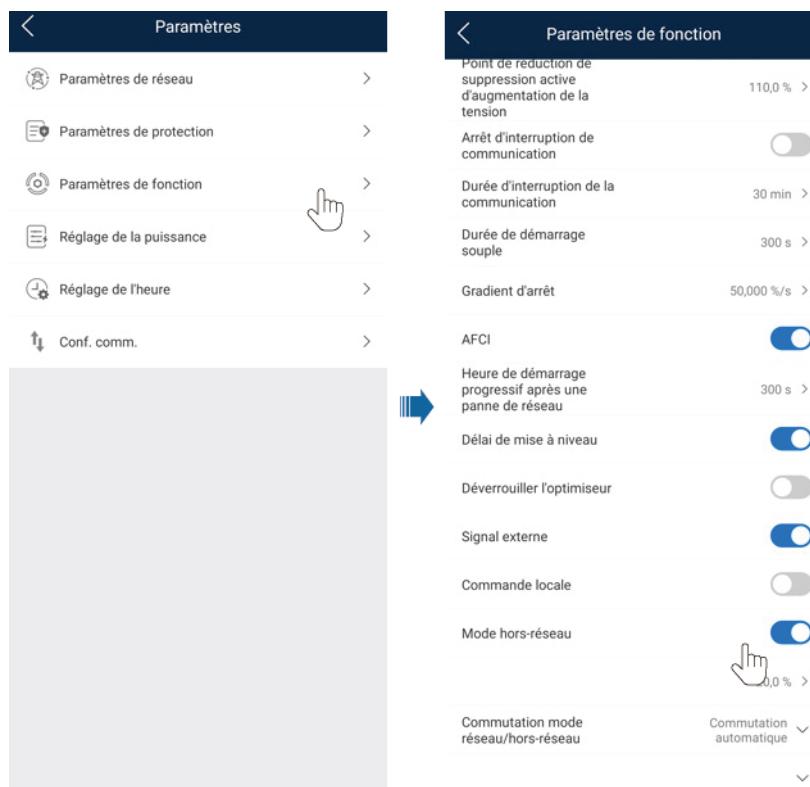 Paramètres
Paramètres de réseau
Paramètres de protection
Paramètres de fonction
Réglage de la puissance
Réglage de l'heure
Conf. comm.
Paramètres de fonction
Point de réduction de
suppression active
d'augmentation de la
tension
110,0 %
Arrêt d'interruption de
communication
Durée d'interruption de la
communication
30 min
Durée de démarrage
souple
300 s
Gradient d'arrêt
50,000 %/s
AFCI
Heure de démarrage
progressif après une
panne de réseau
300 s
Délai de mise à niveau
Déverrouiller l'optimiseur
Signal externe
Commande locale
Mode hors-réseau
Commutation mode
réseau/hors-réseau
Commutation
automatique